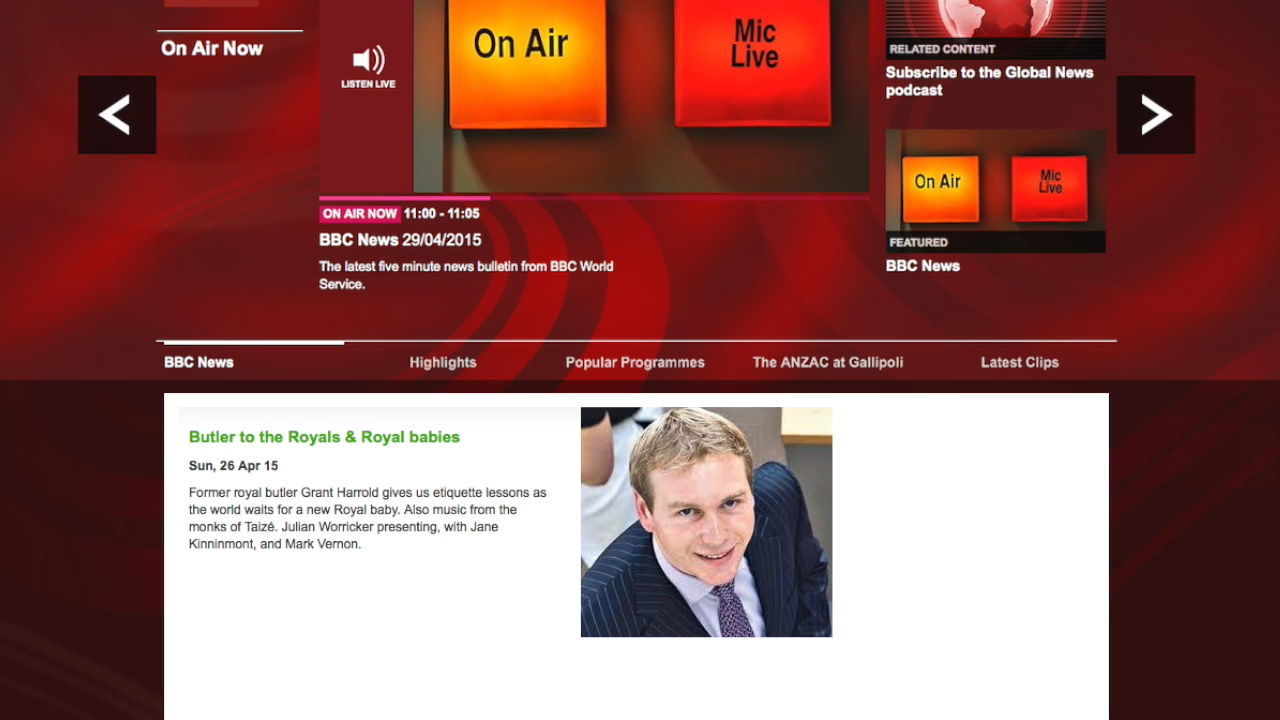 On Air Now
LISTEN LIVE
On Air
Mic
Live
ON AIR NOW 11:00 - 11:05
BBC News 29/04/2015
The latest five minute news bulletin from BBC World
Service.
RELATED CONTENT
Subscribe to the Global News
podcast
On Air
Mic
Live
FEATURED
BBC News
BBC News
Highlights
Popular Programmes
The ANZAC at Gallipoli
Latest Clips
Butler to the Royals & Royal babies
Sun, 26 Apr 15
Former royal butler Grant Harrold gives us etiquette lessons as
the world waits for a new Royal baby. Also music from the
monks of Taizé. Julian Worricker presenting, with Jane
Kinninmont, and Mark Vernon.